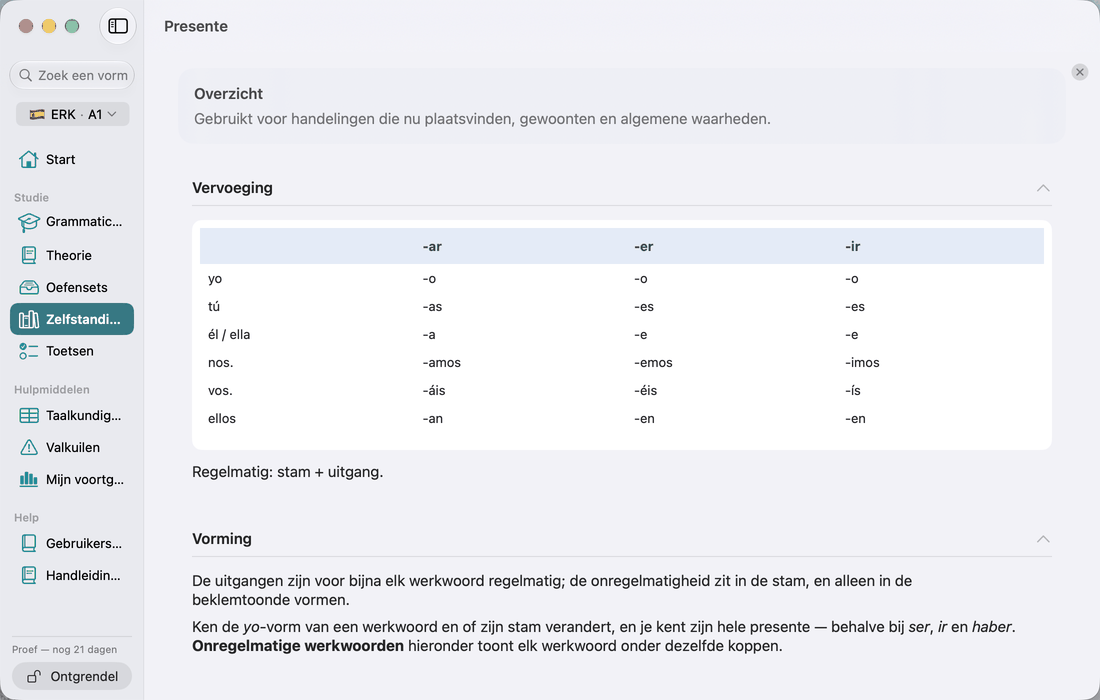 Presente
Zoek een vorm
ERK · A1
Start
Studie
Grammatic...
Theorie
Oefensets
Zelfstandi...
Toetsen
Hulpmiddelen
Taalkundig...
Valkuilen
Mijn voortg...
Help
Gebruikers...
Handleidin...
Proef — nog 21 dagen
Ontgrendel
Overzicht
Gebruikt voor handelingen die nu plaatsvinden, gewoonten en algemene waarheden.
Vervoeging
-ar -er -ir
yo -o -o -o
tú -as -es -es
él / ella -a -e -e
nos. -amos -emos -imos
vos. -áis -éis -ís
ellos -an -en -en
Regelmatig: stam + uitgang.
Vorming
De uitgangen zijn voor bijna elk werkwoord regelmatig; de onregelmatigheid zit in de stam, en alleen in de
beklemtoonde vormen.
Ken de yo-vorm van een werkwoord en of zijn stam verandert, en je kent zijn hele presente — behalve bij ser, ir en haber.
Onregelmatige werkwoorden hieronder toont elk werkwoord onder dezelfde koppen.